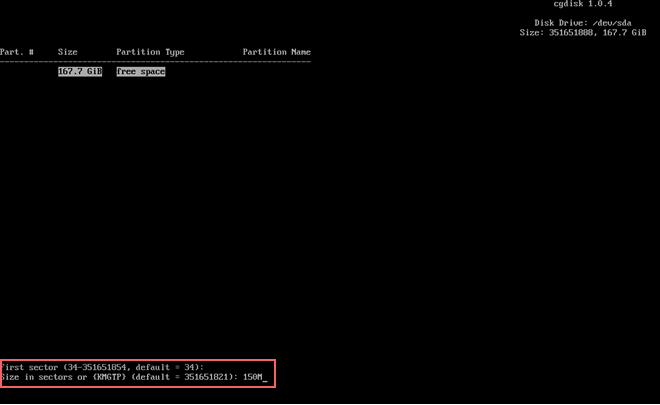 cgdisk 1.0.4
Disk Drive: /dev/sda
Size: 351651888, 167.7 GiB
Part. # Size Partition Type Partition Name
167.7 GiB free space
First sector (34-351651854, default = 34):
Size in sectors or {KMGTP} (default = 351651821): 150M_